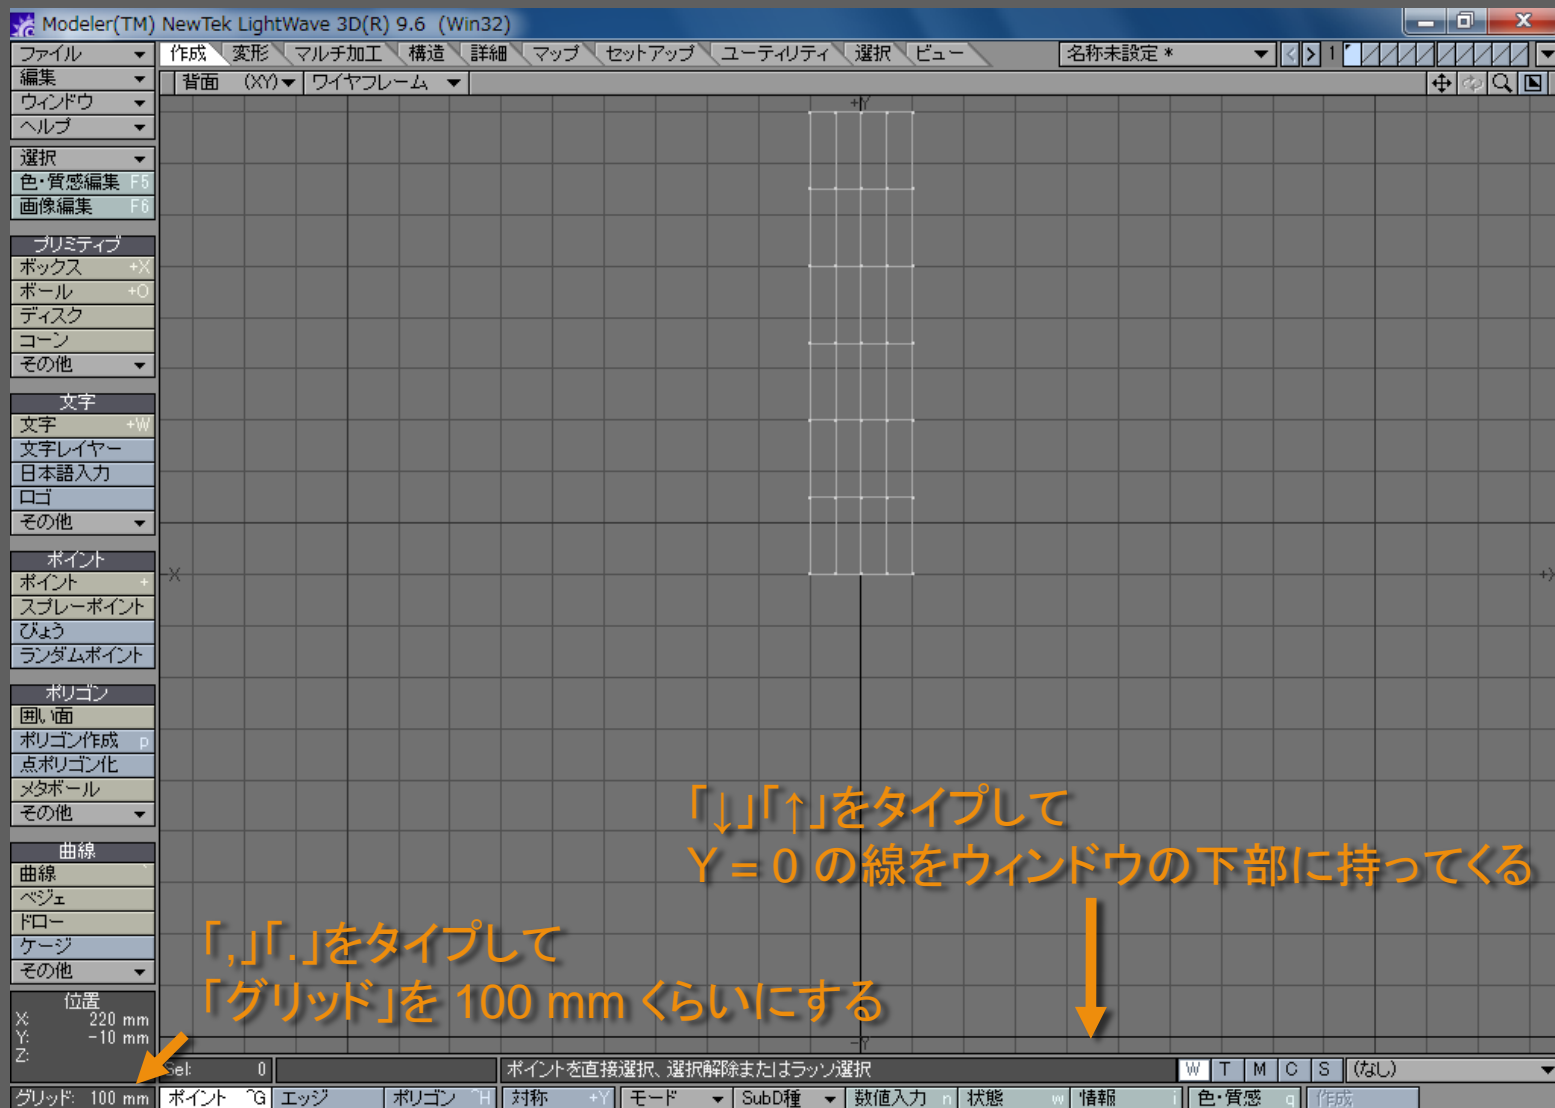 Modeler(TM) NewTek LightWave 3D(R) 9.6 (Win32)
ファイル
作成 変形 マルチ加工 構造 詳細 マップ セットアップ ユーティリティ 選択 ビュー 名称未設定 * 1
編集
背面 (XY) ワイヤフレーム
ウィンドウ
ヘルプ
選択
色・質感編集 F5
画像編集 F6
プリミティブ
ボックス +X
ボール +O
ディスク
コーン
その他
文字
文字 +W
文字レイヤー
日本語入力
ロゴ
その他
ポイント
ポイント +
スプレーポイント
びょう
ランダムポイント
ポリゴン
囲い面
ポリゴン作成 p
点ポリゴン化
メタボール
その他
曲線
曲線 `
ベジェ
ドロー
ケージ
その他
位置
X: 220 mm
Y: -10 mm
Z:
グリッド: 100 mm
+Y
-X
+X
-Y
「↓」「↑」をタイプして
Y = 0 の線をウィンドウの下部に持ってくる
「,」「.」をタイプして
「グリッド」を 100 mm くらいにする
Sel: 0 ポイントを直接選択、選択解除またはラッソ選択 W T M C S (なし)
ポイント ^G エッジ ポリゴン ^H 対称 +Y モード SubD種 数値入力 n 状態 w 情報 i 色・質感 q 作成